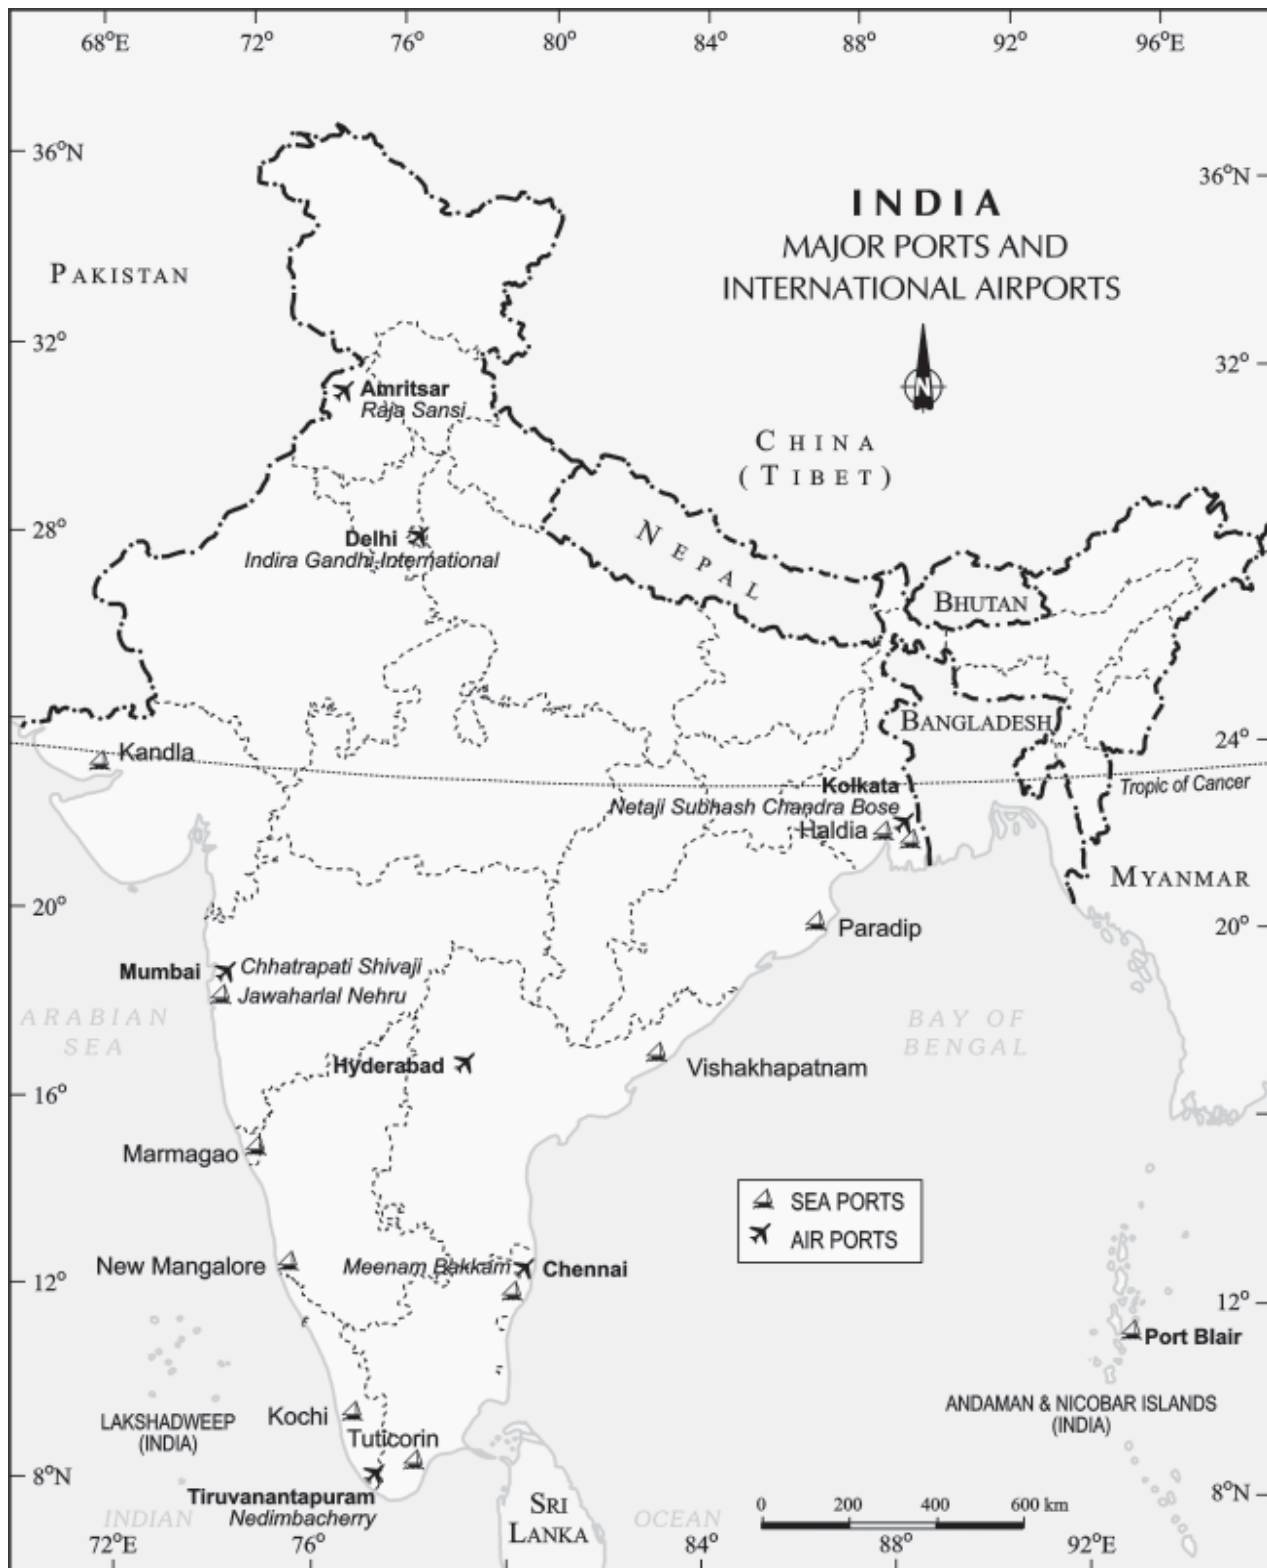 68°E
72°
76°
80°
84°
88°
92°
96°E
36°N
36°N
INDIA
MAJOR PORTS AND
INTERNATIONAL AIRPORTS
PAKISTAN
32°
32°
N
Amritsar
Raja Sansi
CHINA
(TIBET)
28°
Delhi
Indira Gandhi International
NEPAL
BHUTAN
BANGLADESH
24°
Kandla
Tropic of Cancer
Kolkata
Netaji Subhash Chandra Bose
Haldia
MYANMAR
20°
20°
Paradip
Mumbai
Chhatrapati Shivaji
Jawaharlal Nehru
ARABIAN
SEA
BAY OF
BENGAL
Hyderabad
Vishakhapatnam
16°
Marmagao
SEA PORTS
AIR PORTS
New Mangalore
Meenam Bakkam
Chennai
12°
12°
Port Blair
LAKSHADWEEP
(INDIA)
Kochi
Tuticorin
ANDAMAN & NICOBAR ISLANDS
(INDIA)
8°N
8°N
Tiruvanantapuram
Nedimbacherry
SRI
LANKA
INDIAN
OCEAN
0 200 400 600 km
72°E
76°
84°
88°
92°E